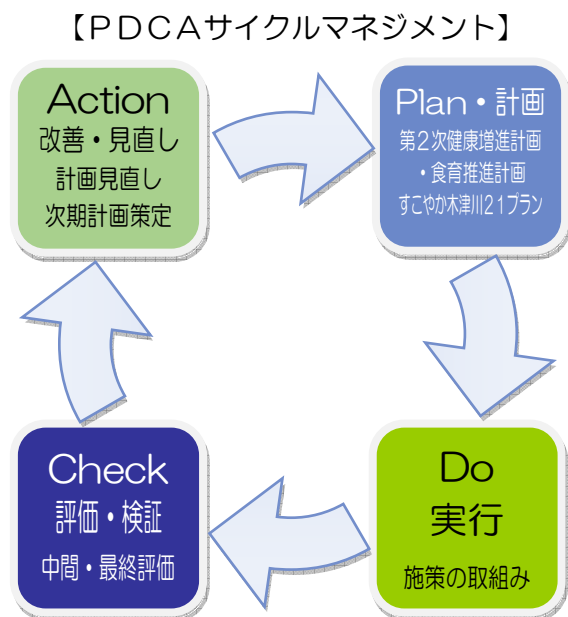 【ＰＤＣＡサイクルマネジメント】
Action
改善・見直し
計画見直し
次期計画策定
Plan・計画
第２次健康増進計画
・食育推進計画
すこやか木津川２１プラン
Do
実行
施策の取組み
Check
評価・検証
中間・最終評価